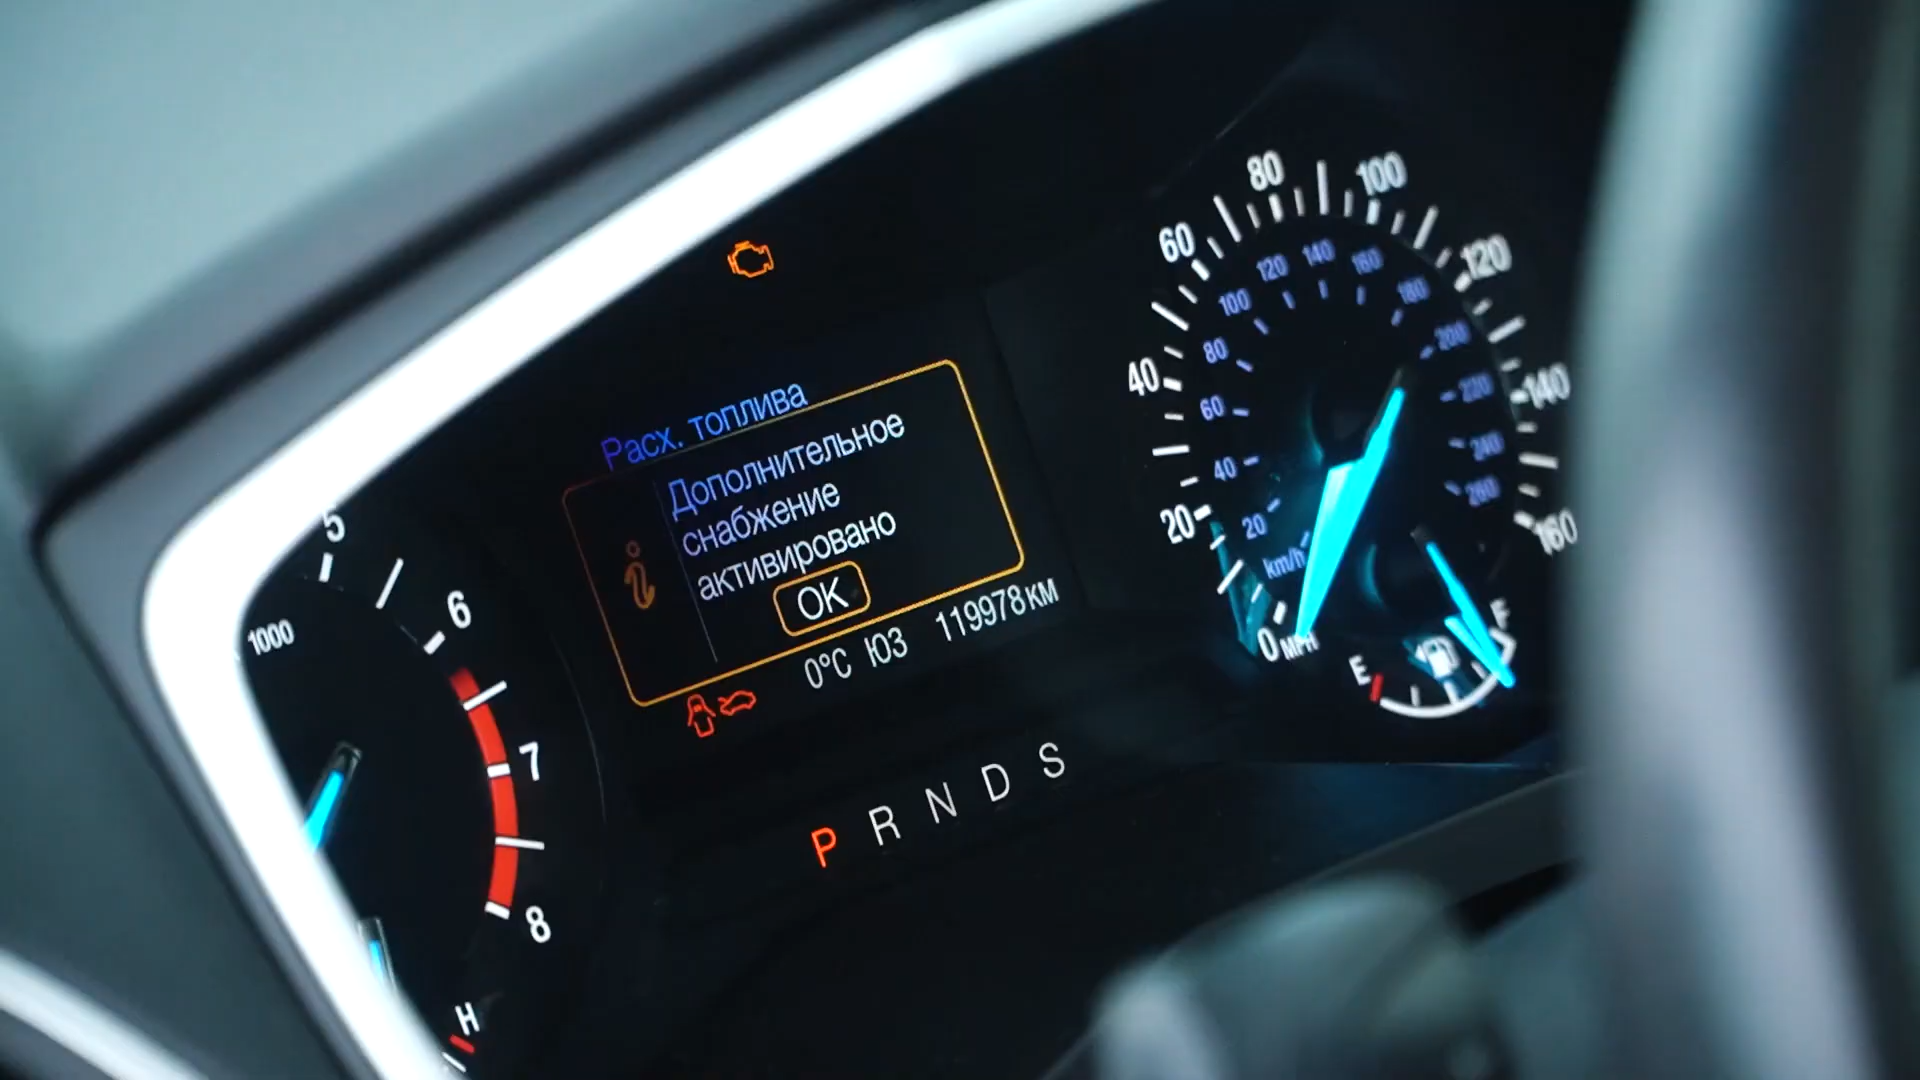 Расх. топлива
Дополнительное
снабжение
активировано
OK
0°C ЮЗ 119978км
P R N D S
5
1000
6
7
8
H
0 MPH
20
40
60
80
100
120
140
160
km/h
20
40
60
80
100
120
140
160
180
200
220
240
260
E
F